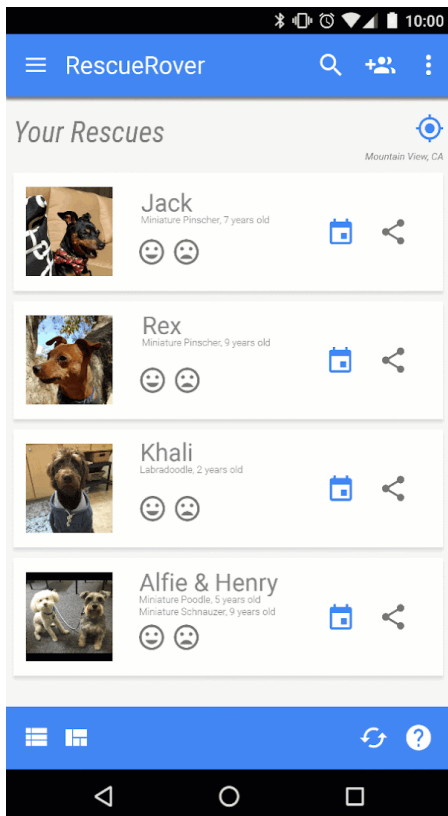 10:00
RescueRover
Your Rescues
Mountain View, CA
Jack
Miniature Pinscher, 7 years old
Rex
Miniature Pinscher, 9 years old
Khali
Labradoodle, 2 years old
Alfie & Henry
Miniature Poodle, 5 years old
Miniature Schnauzer, 9 years old